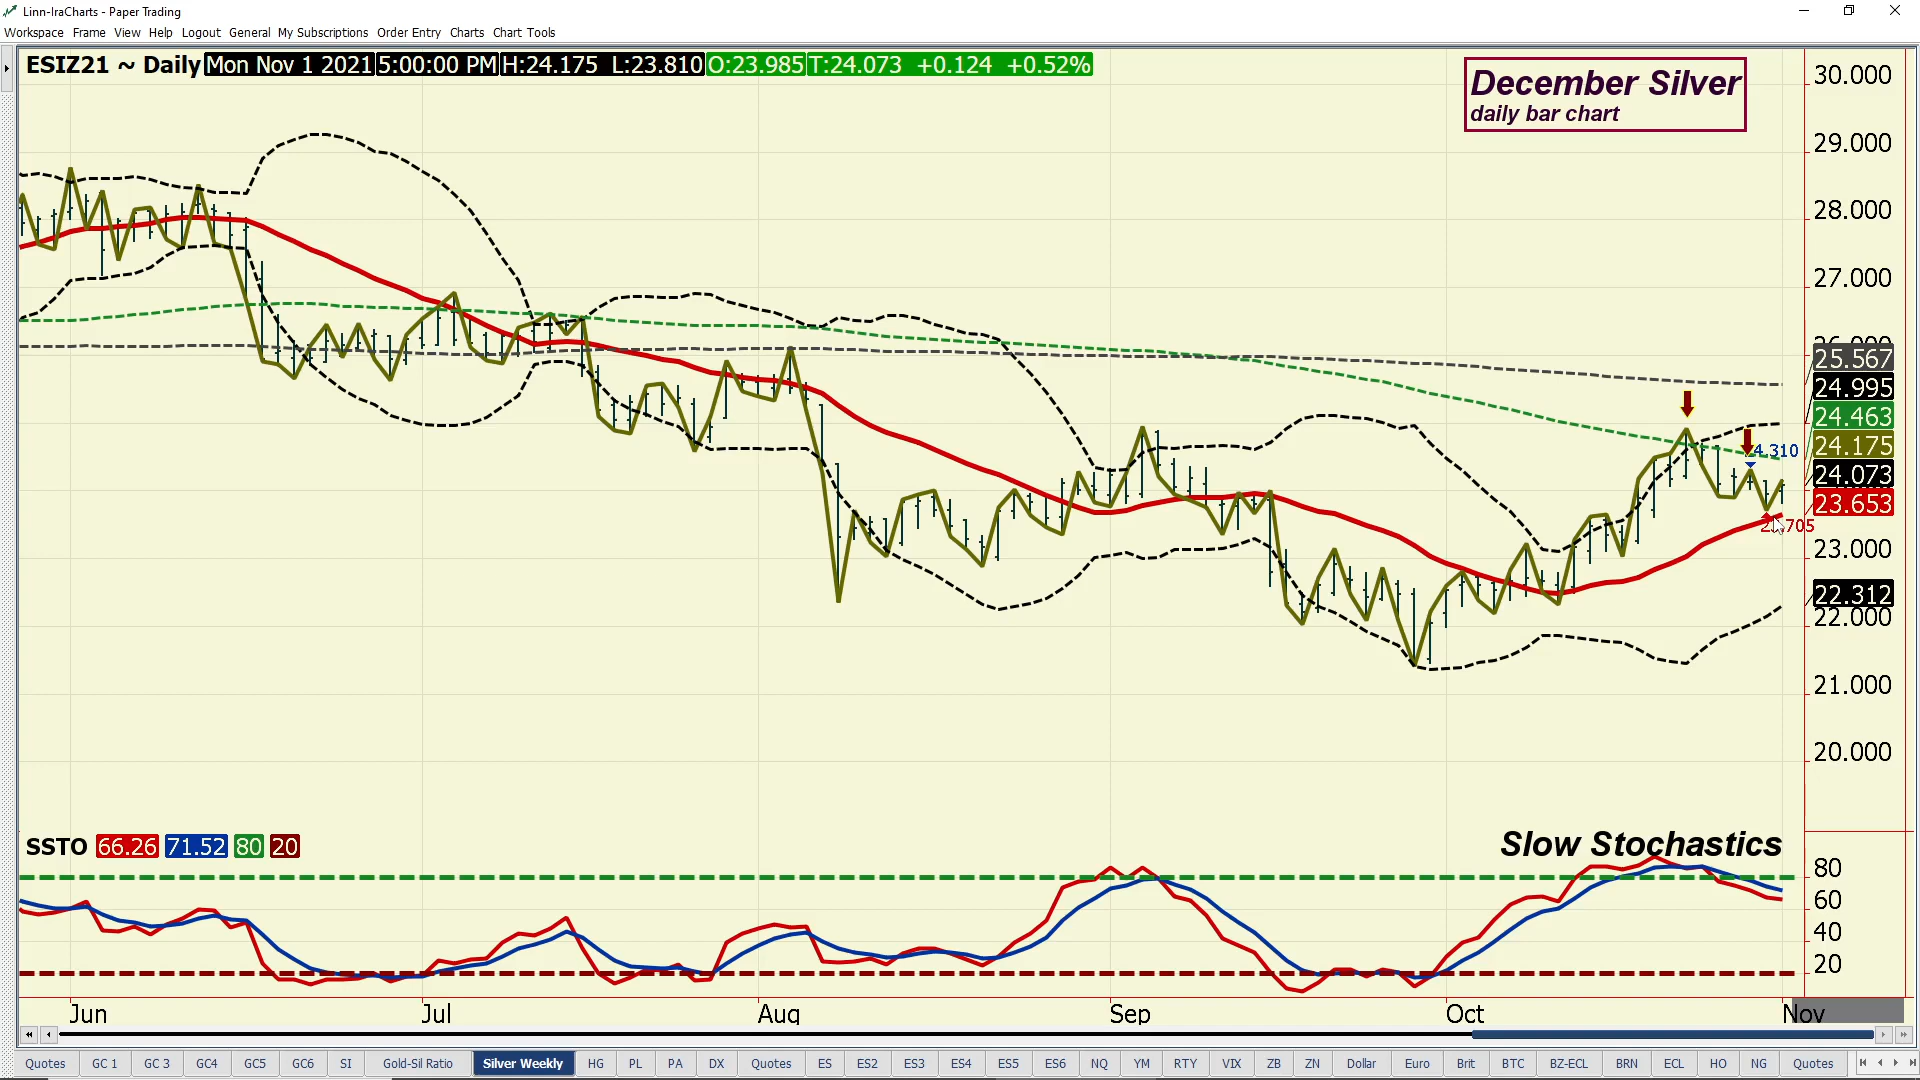 Linn-IraCharts - Paper Trading
Workspace Frame View Help Logout General My Subscriptions Order Entry Charts Chart Tools
ESIZ21 ~ Daily Mon Nov 1 2021 5:00:00 PM H:24.175 L:23.810 O:23.985 T:24.073 +0.124 +0.52%
December Silver
daily bar chart
30.000
29.000
28.000
27.000
25.567
24.995
24.463
24.175
24.310
24.073
23.653
23.000
22.312
22.000
21.000
20.000
SSTO 66.26 71.52 80 20
Slow Stochastics
80
60
40
20
Jun Jul Aug Sep Oct Nov
Quotes GC 1 GC 3 GC4 GC5 GC6 SI Gold-Sil Ratio Silver Weekly HG PL PA DX Quotes ES ES2 ES3 ES4 ES5 ES6 NQ YM RTY VIX ZB ZN Dollar Euro Brit BTC BZ-ECL BRN ECL HO NG Quotes